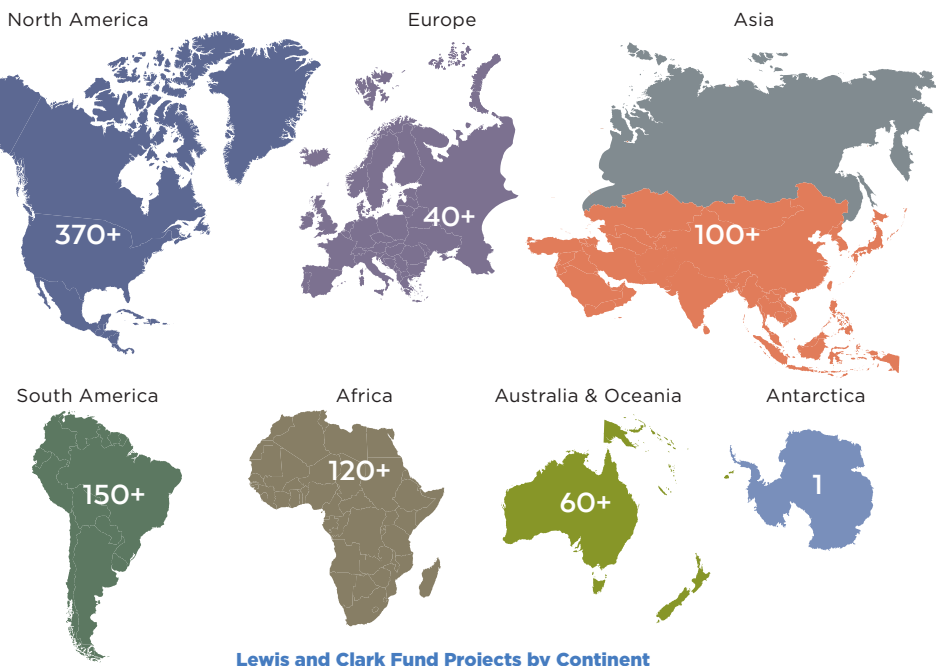 North America
Europe
Asia
370+
40+
100+
South America
Africa
Australia & Oceania
Antarctica
150+
120+
60+
1
Lewis and Clark Fund Projects by Continent